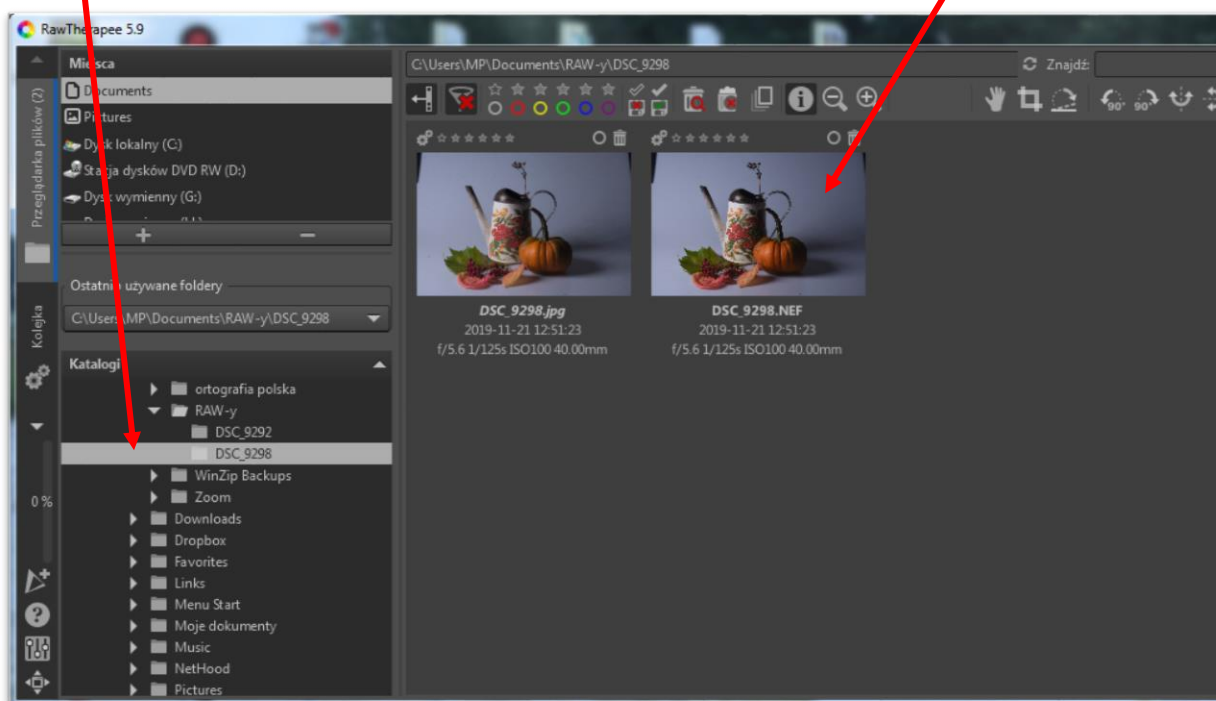 RawTherapee 5.9
Miejsca
C:\Users\MP\Documents\RAW-y\DSC_9298
Znajdź:
Przeglądarka plików (2)
Documents
Pictures
Dysk lokalny (C:)
Stacja dysków DVD RW (D:)
Dysk wymienny (G:)
Ostatnio używane foldery
C:\Users\MP\Documents\RAW-y\DSC_9298
Kolejka
Katalogi
ortografia polska
RAW-y
DSC_9292
DSC_9298
WinZip Backups
Zoom
Downloads
Dropbox
Favorites
Links
Menu Start
Moje dokumenty
Music
NetHood
Pictures
0 %
90° 90°
DSC_9298.jpg
2019-11-21 12:51:23
f/5.6 1/125s ISO100 40.00mm
DSC_9298.NEF
2019-11-21 12:51:23
f/5.6 1/125s ISO100 40.00mm